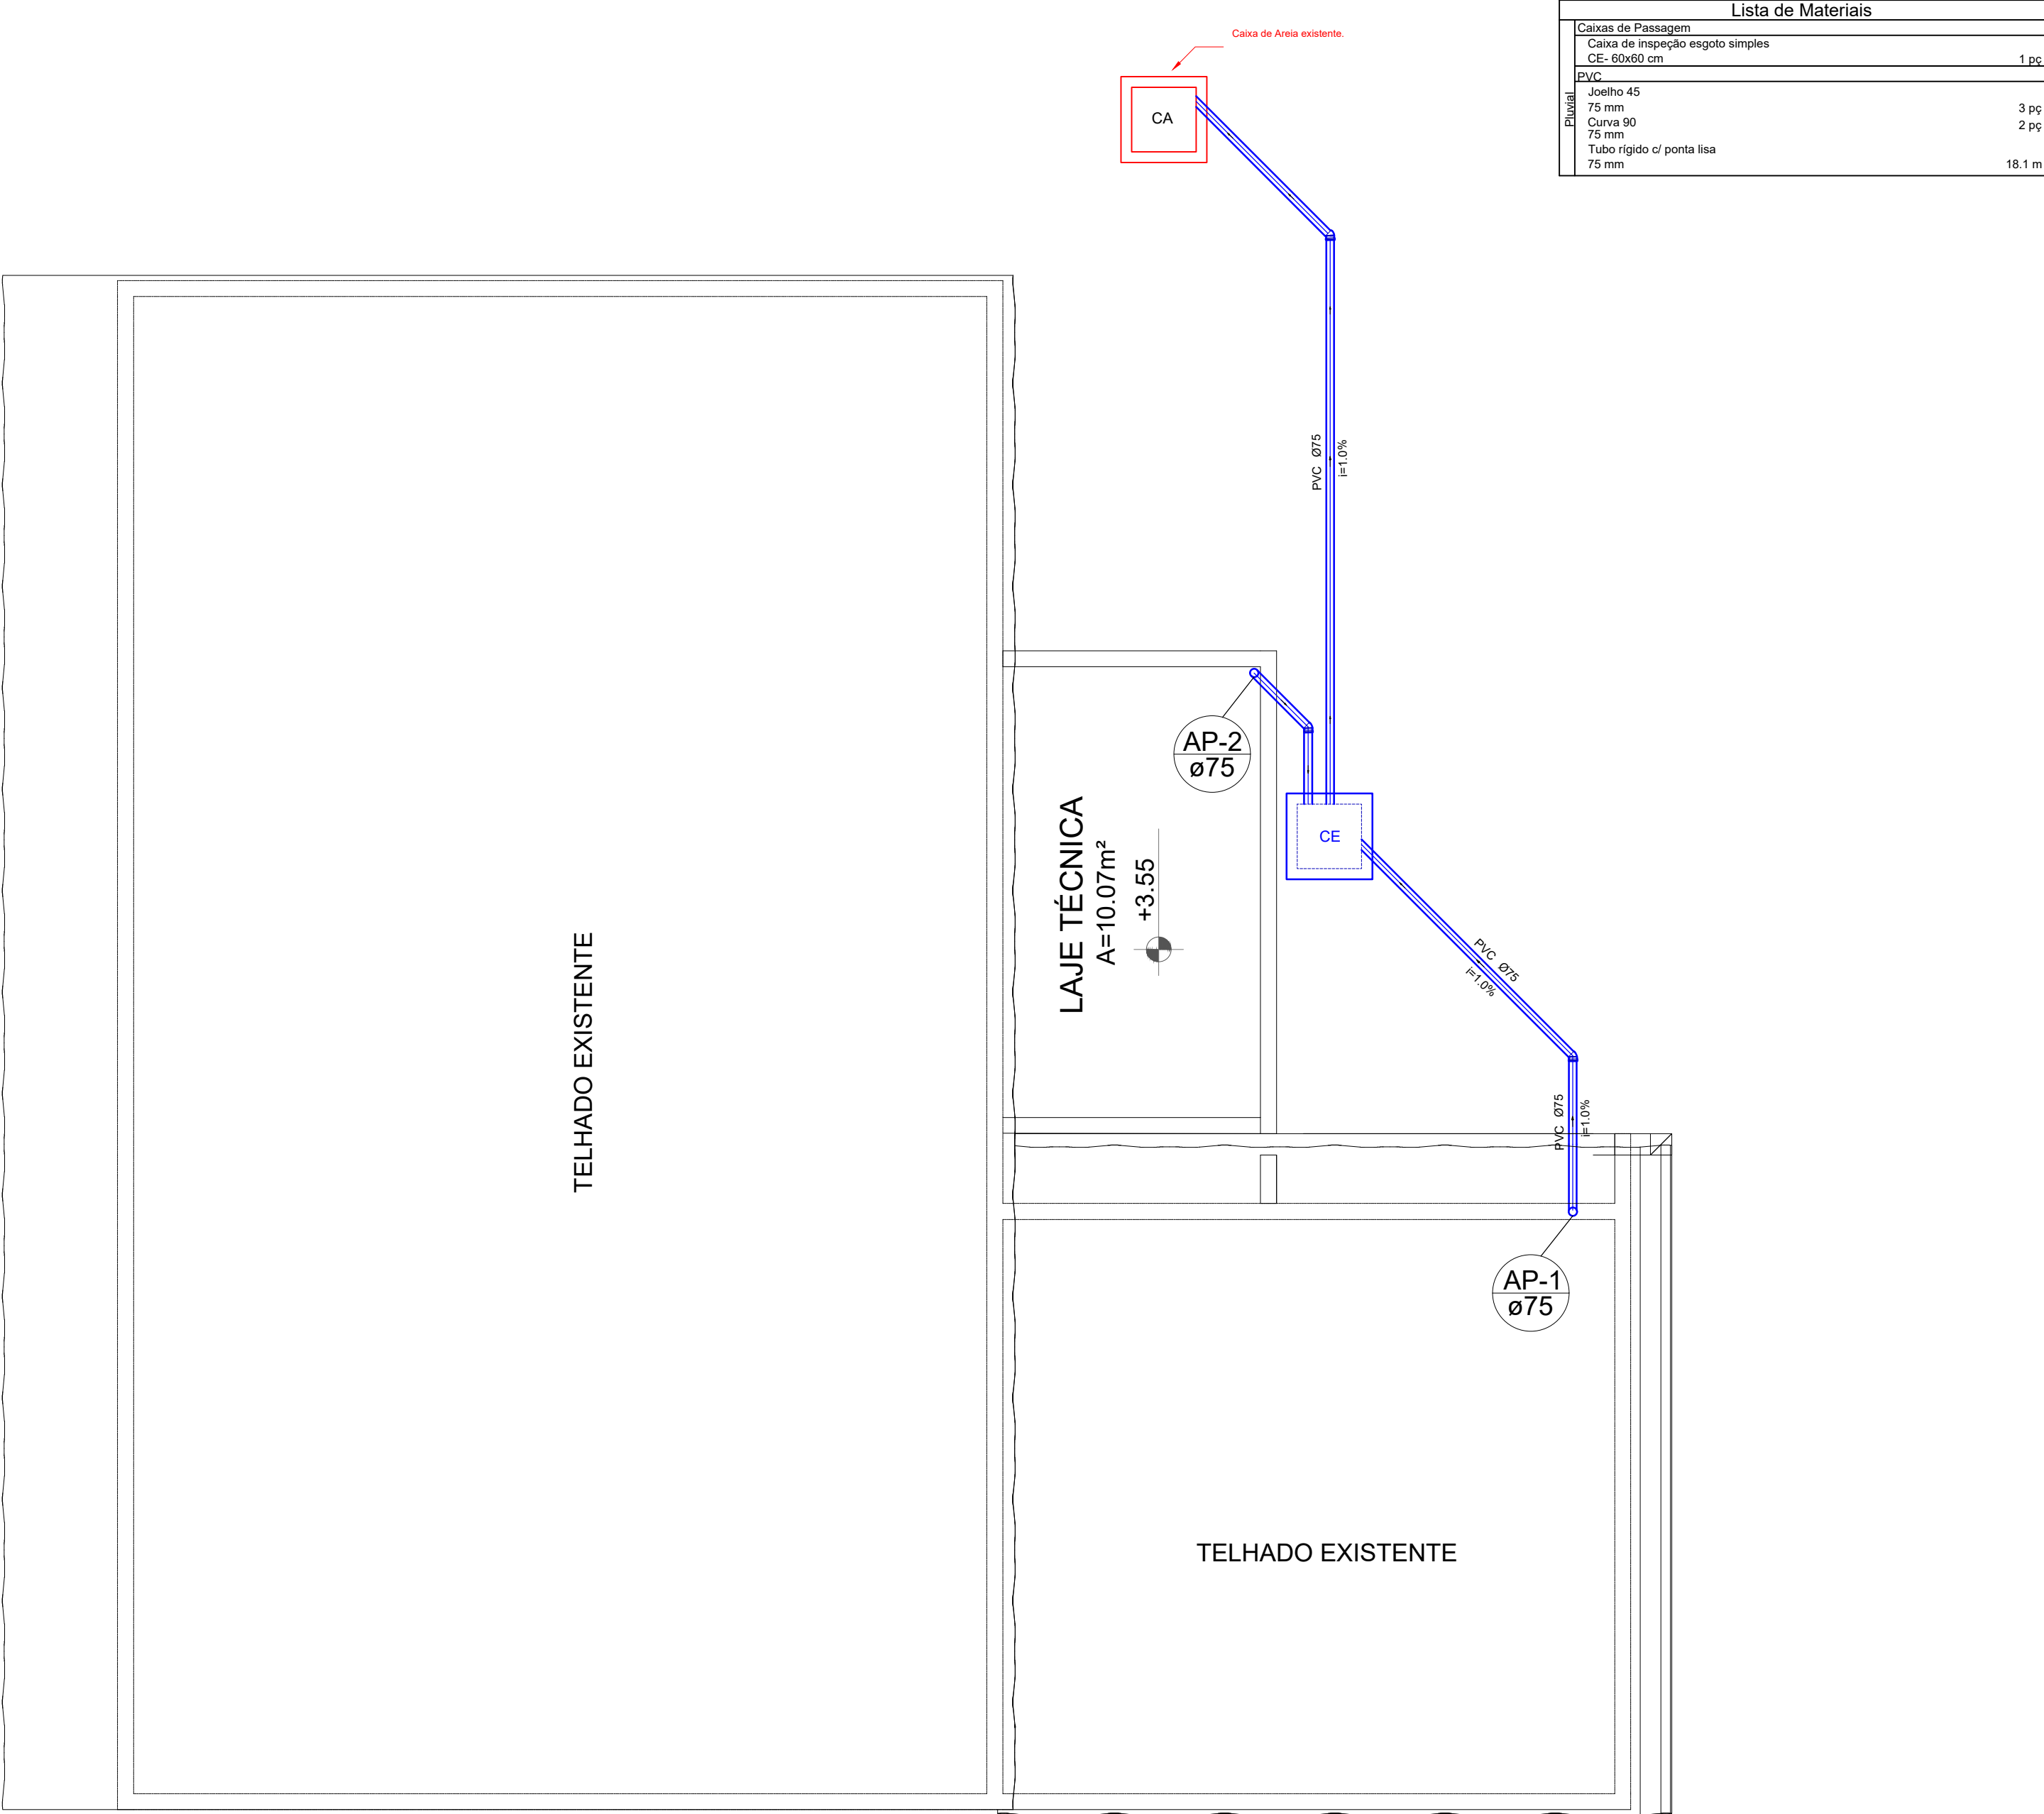 Lista de Materiais
Caixas de Passagem
Caixa de inspeção esgoto simples
CE- 60x60 cm 1 pç
PVC
Pluvial
Joelho 45
75 mm 3 pç
Curva 90 2 pç
75 mm
Tubo rígido c/ ponta lisa
75 mm 18.1 m
Caixa de Areia existente.
CA
PVC Ø75
i=1.0%
AP-2
ø75
CE
LAJE TÉCNICA
A=10.07m²
+3.55
TELHADO EXISTENTE
PVC Ø75
i=1.0%
PVC Ø75
i=1.0%
AP-1
ø75
TELHADO EXISTENTE